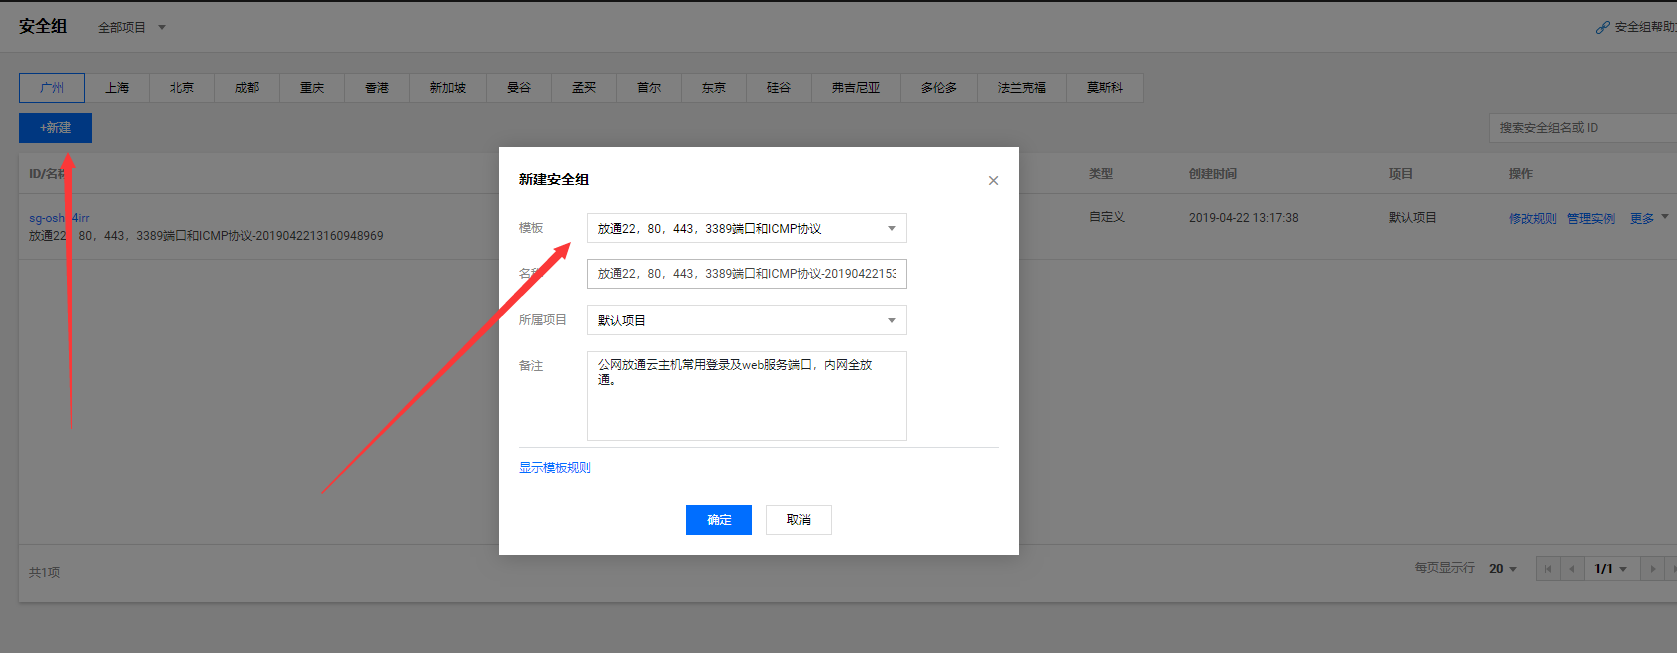 安全组 全部项目 安全组帮助
广州 上海 北京 成都 重庆 香港 新加坡 曼谷 孟买 首尔 东京 硅谷 弗吉尼亚 多伦多 法兰克福 莫斯科
+新建 搜索安全组名或 ID
ID/名称 类型 创建时间 项目 操作
自定义 2019-04-22 13:17:38 默认项目 修改规则 管理实例 更多
放通22，80，443，3389端口和ICMP协议-2019042213160948969
新建安全组
模板 放通22，80，443，3389端口和ICMP协议
名称 放通22，80，443，3389端口和ICMP协议-20190422153
所属项目 默认项目
备注 公网放通云主机常用登录及web服务端口，内网全放
通。
显示模板规则
确定 取消
共1项 每页显示行 20 1/1